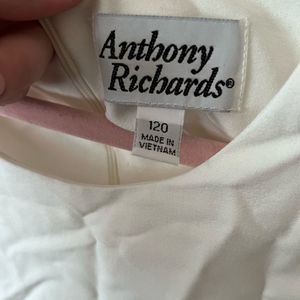 Anthony
Richards®
120
MADE IN
VIETNAM